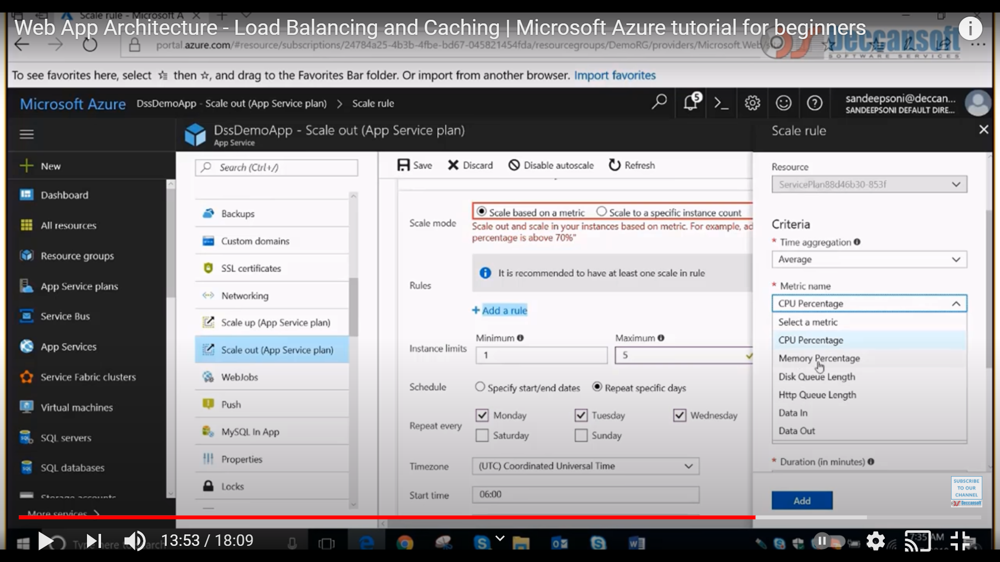 Scale rule - Microsoft A
Web App Architecture - Load Balancing and Caching | Microsoft Azure tutorial for beginners
portal.azure.com/#resource/subscriptions/24784a25-4b3b-4fbe-bd67-045821454fda/resourcegroups/DemoRG/providers/Microsoft.Web/
Deccansoft
SOFTWARE SERVICES
To see favorites here, select then ☆, and drag to the Favorites Bar folder. Or import from another browser. Import favorites
Microsoft Azure DssDemoApp - Scale out (App Service plan) > Scale rule
5
sandeepsoni@deccan...
SANDEEPSONI DEFAULT DIRE...
DssDemoApp - Scale out (App Service plan)
App Service
Scale rule
New
Dashboard
All resources
Resource groups
App Service plans
Service Bus
App Services
Service Fabric clusters
Virtual machines
SQL servers
SQL databases
Storage accounts
More services >
Search (Ctrl+/)
Backups
Custom domains
SSL certificates
Networking
Scale up (App Service plan)
Scale out (App Service plan)
WebJobs
Push
MySQL In App
Properties
Locks
Save Discard Disable autoscale Refresh
Scale mode
Scale based on a metric Scale to a specific instance count
Scale out and scale in your instances based on metric. For example, ad
percentage is above 70%"
Rules
It is recommended to have at least one scale in rule
+ Add a rule
Instance limits
Minimum Maximum
1 5
Schedule
Specify start/end dates Repeat specific days
Repeat every
Monday Tuesday Wednesday
Saturday Sunday
Timezone (UTC) Coordinated Universal Time
Start time 06:00
Resource
ServicePlan88d46b30-853f
Criteria
* Time aggregation
Average
* Metric name
CPU Percentage
Select a metric
CPU Percentage
Memory Percentage
Disk Queue Length
Http Queue Length
Data In
Data Out
* Duration (in minutes)
Add
SUBSCRIBE
TO OUR
CHANNEL
Deccansoft
Type here to search
13:53 / 18:09
7:35 AM